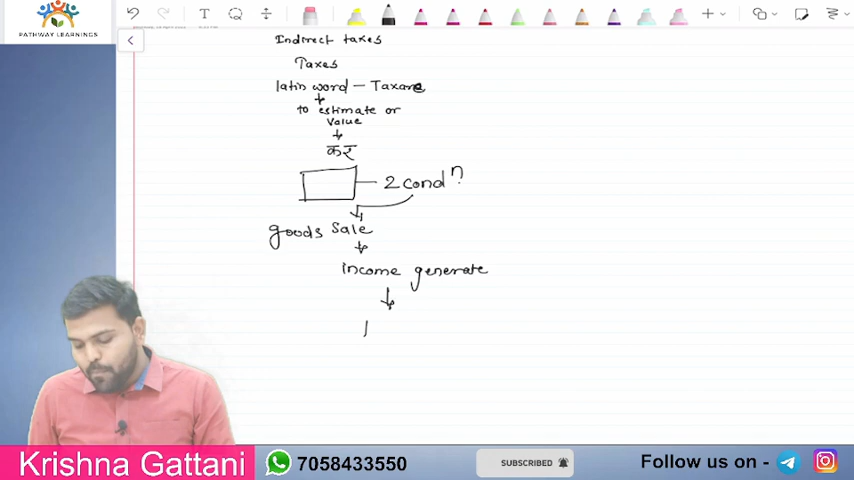 PATHWAY LEARNINGS
Indirect taxes
Taxes
latin word - Taxare
to estimate or
value
कर
2 condn
goods sale
income generate
Krishna Gattani
7058433550
SUBSCRIBED
Follow us on -